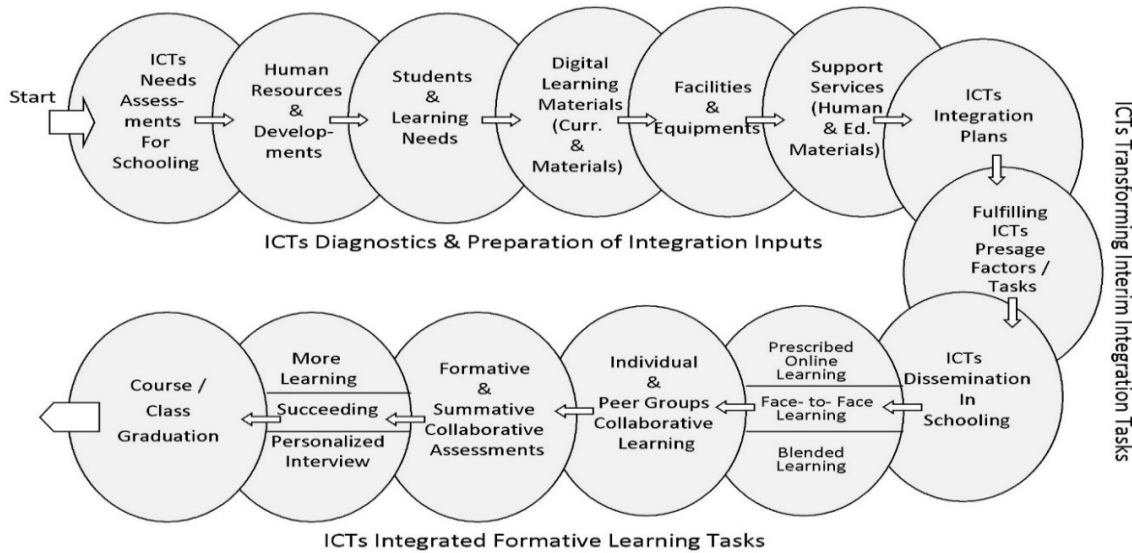 Start
ICTs
Needs
Assess-
ments
For
Schooling
Human
Resources
&
Develop-
ments
Students
&
Learning
Needs
Digital
Learning
Materials
(Curr.
&
Materials)
Facilities
&
Equipments
Support
Services
(Human
& Ed.
Materials)
ICTs
Integration
Plans
ICTs Diagnostics & Preparation of Integration Inputs
Fulfilling
ICTs
Presage
Factors /
Tasks
ICTs Transforming Interim Integration Tasks
ICTs
Dissemination
In
Schooling
Prescribed
Online
Learning
Face- to- Face
Learning
Blended
Learning
Individual
&
Peer Groups
Collaborative
Learning
Formative
&
Summative
Collaborative
Assessments
More
Learning
Succeeding
Personalized
Interview
Course /
Class
Graduation
ICTs Integrated Formative Learning Tasks